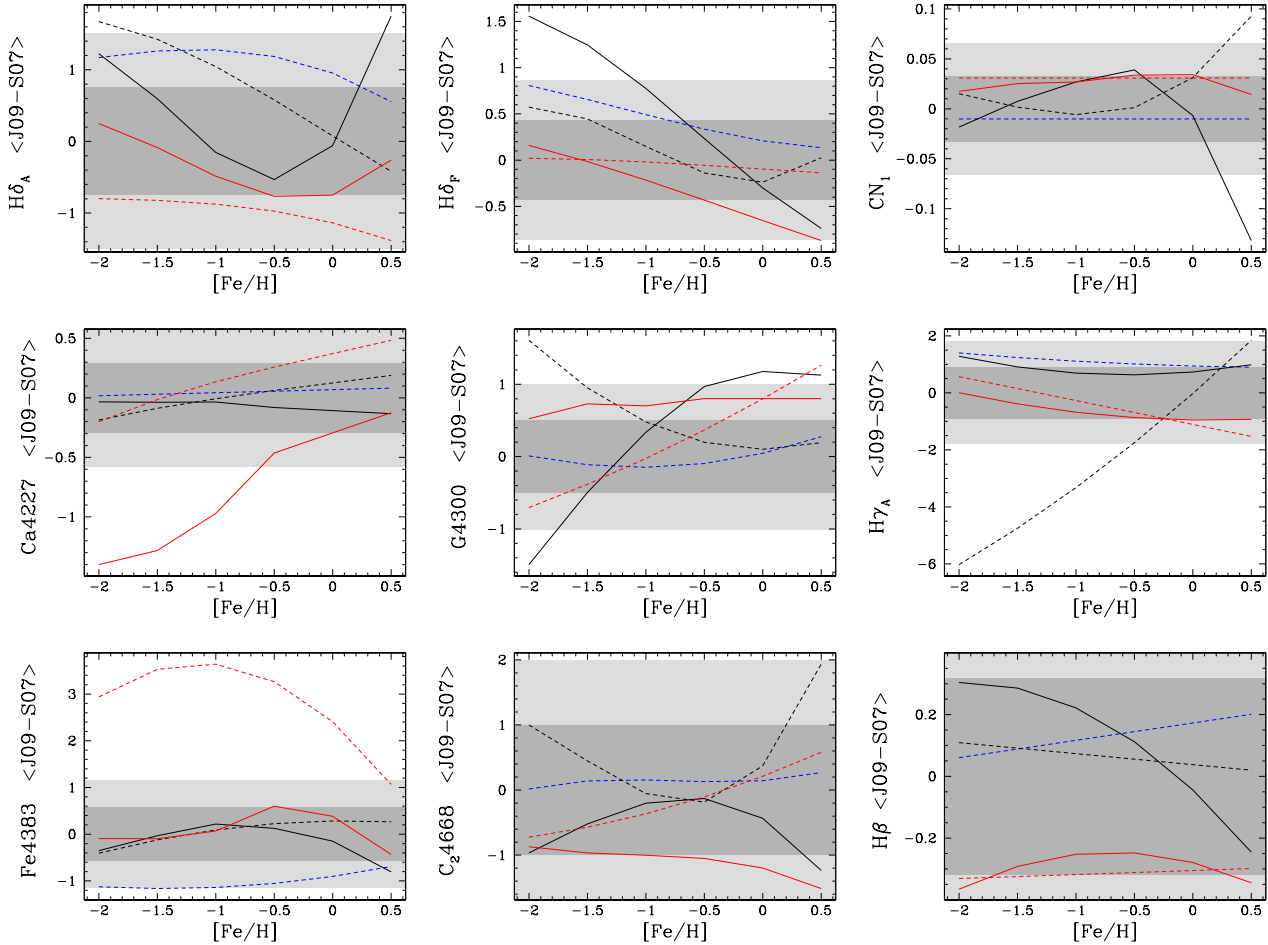 HδA <J09−S07>
1
0
−1
−2 −1.5 −1 −0.5 0 0.5
[Fe/H]
HδF <J09−S07>
1.5
1
0.5
0
−0.5
−2 −1.5 −1 −0.5 0 0.5
[Fe/H]
CN1 <J09−S07>
0.1
0.05
0
−0.05
−0.1
−2 −1.5 −1 −0.5 0 0.5
[Fe/H]
Ca4227 <J09−S07>
0.5
0
−0.5
−1
−2 −1.5 −1 −0.5 0 0.5
[Fe/H]
G4300 <J09−S07>
1
0
−1
−2 −1.5 −1 −0.5 0 0.5
[Fe/H]
HγA <J09−S07>
2
0
−2
−4
−6
−2 −1.5 −1 −0.5 0 0.5
[Fe/H]
Fe4383 <J09−S07>
3
2
1
0
−1
−2 −1.5 −1 −0.5 0 0.5
[Fe/H]
C24668 <J09−S07>
2
1
0
−1
−2 −1.5 −1 −0.5 0 0.5
[Fe/H]
Hβ <J09−S07>
0.2
0
−0.2
−2 −1.5 −1 −0.5 0 0.5
[Fe/H]